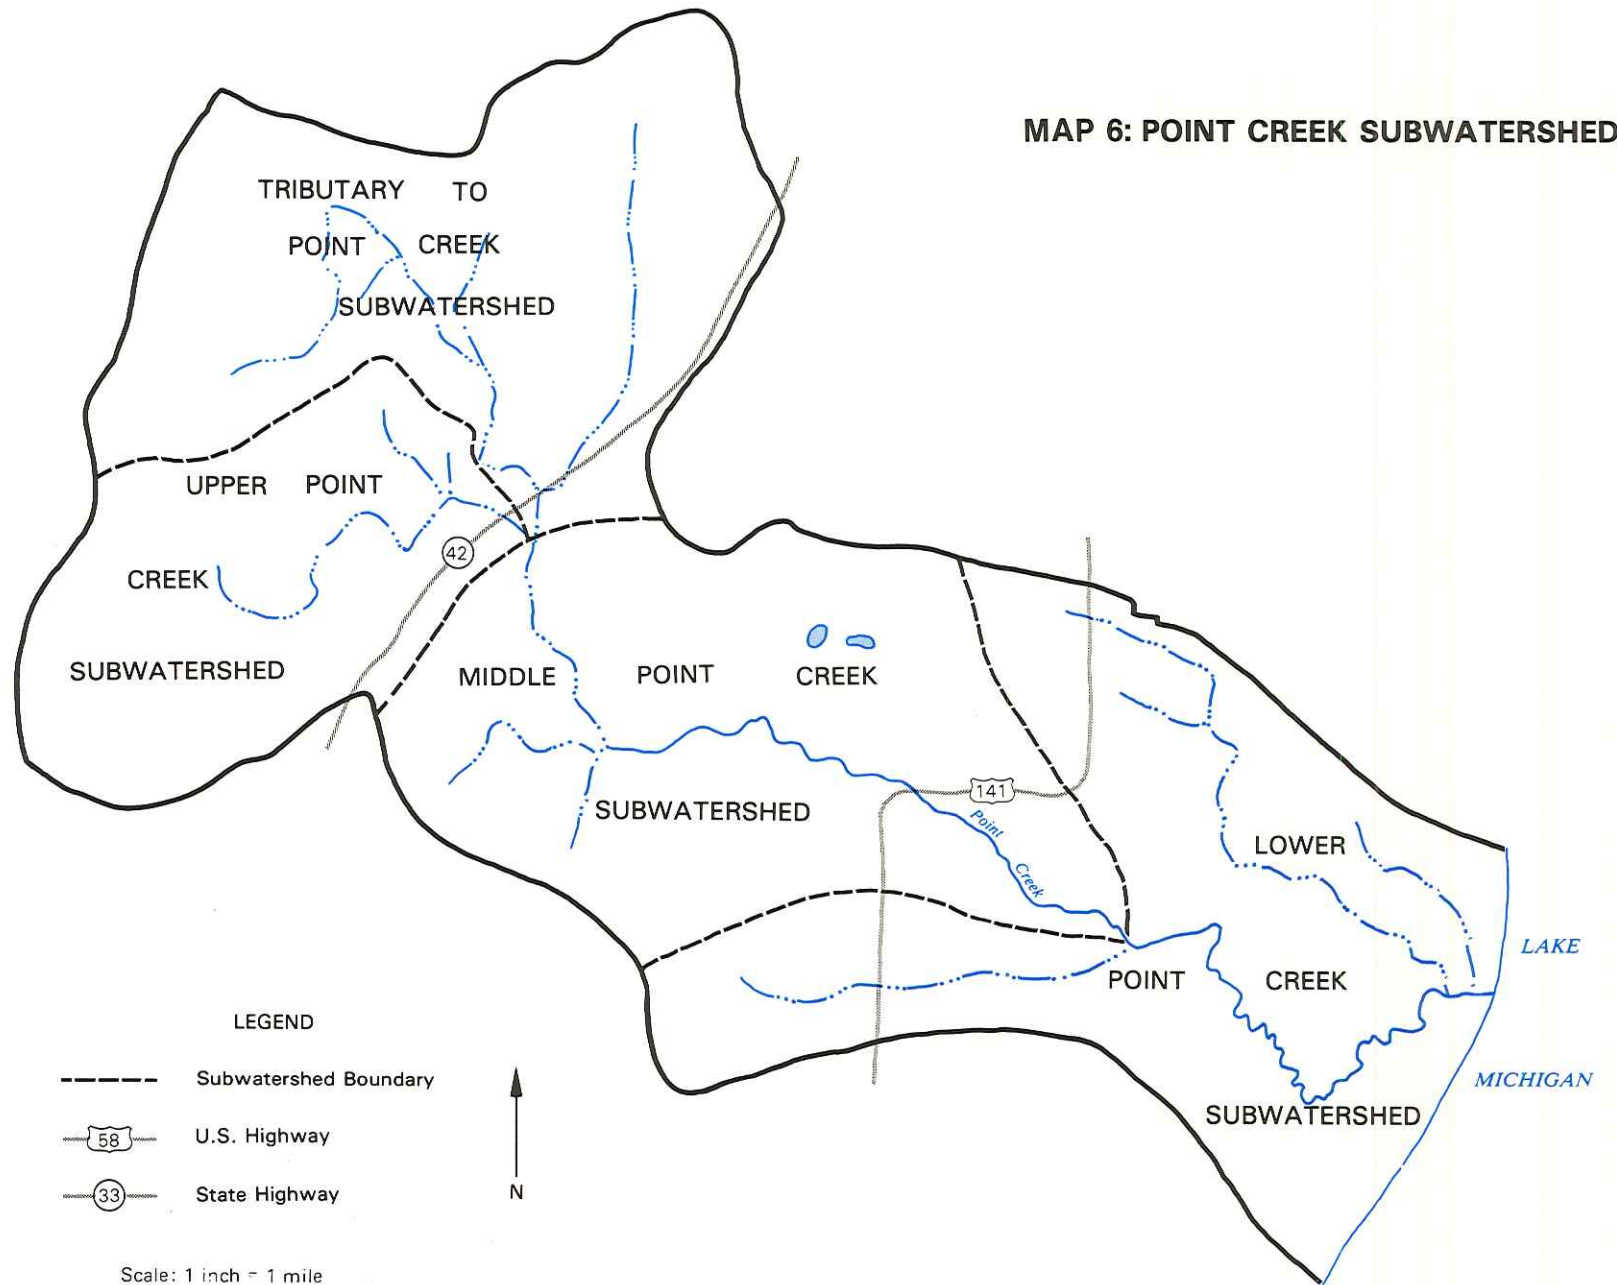 MAP 6: POINT CREEK SUBWATERSHED
TRIBUTARY TO
POINT CREEK
SUBWATERSHED
UPPER POINT
CREEK
SUBWATERSHED
42
MIDDLE POINT CREEK
SUBWATERSHED
141
Point
Creek
LOWER
POINT CREEK
SUBWATERSHED
LAKE
MICHIGAN
LEGEND
Subwatershed Boundary
58 U.S. Highway
33 State Highway
N
Scale: 1 inch = 1 mile